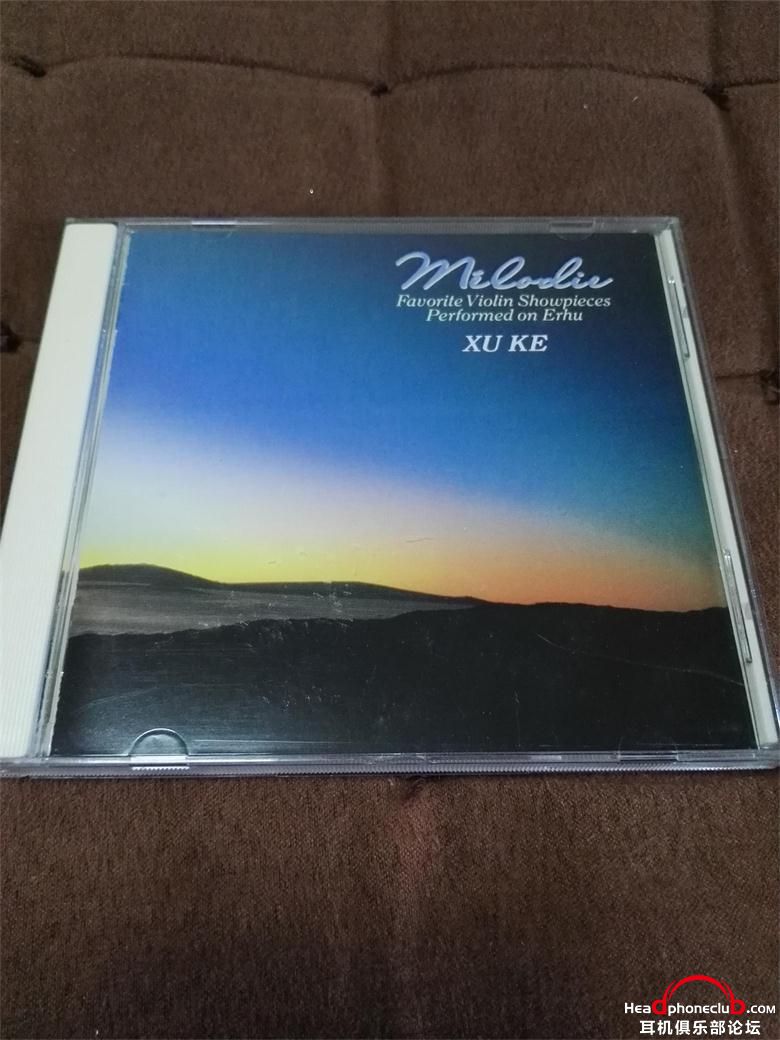 Mélodie
Favorite Violin Showpieces
Performed on Erhu
XU KE
Headphoneclub.com
耳机俱乐部论坛